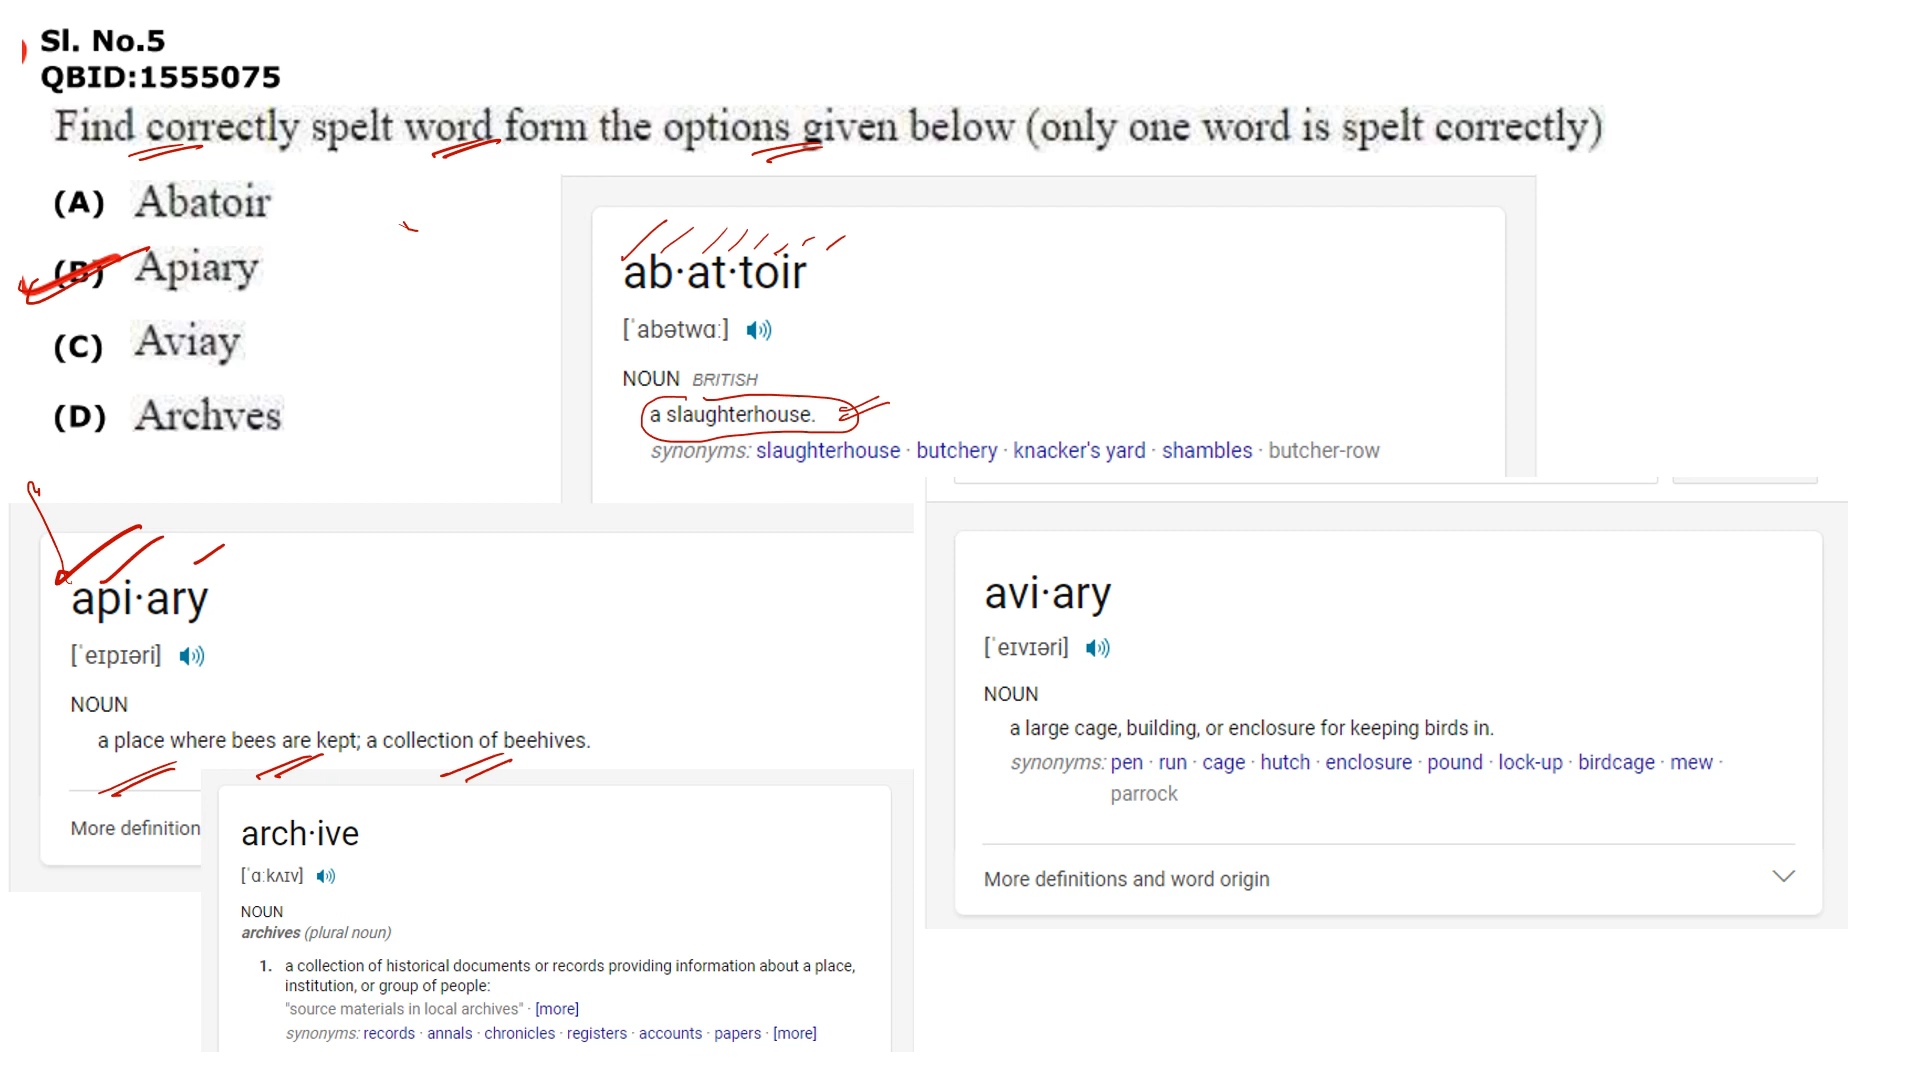 Sl. No.5
QBID:1555075
Find correctly spelt word form the options given below (only one word is spelt correctly)
(A) Abatoir
(B) Apiary
(C) Aviay
(D) Archves
ab·at·toir
[ˈabətwɑː]
NOUN BRITISH
a slaughterhouse.
synonyms: slaughterhouse · butchery · knacker's yard · shambles · butcher-row
api·ary
[ˈeɪpɪəri]
NOUN
a place where bees are kept; a collection of beehives.
More definition
avi·ary
[ˈeɪvɪəri]
NOUN
a large cage, building, or enclosure for keeping birds in.
synonyms: pen · run · cage · hutch · enclosure · pound · lock-up · birdcage · mew ·
parrock
More definitions and word origin
arch·ive
[ˈɑːkʌɪv]
NOUN
archives (plural noun)
1. a collection of historical documents or records providing information about a place,
institution, or group of people:
"source materials in local archives" · [more]
synonyms: records · annals · chronicles · registers · accounts · papers · [more]